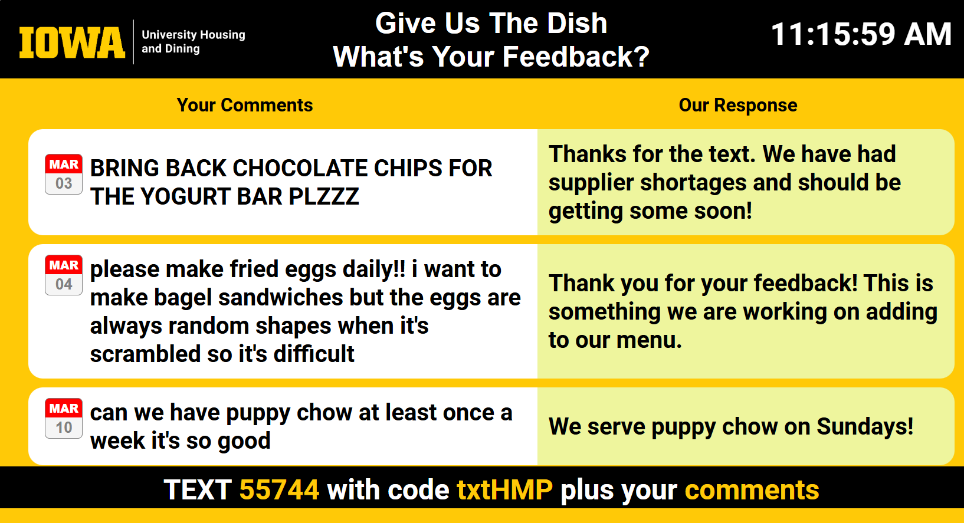 IOWA
University Housing
and Dining
Give Us The Dish
What's Your Feedback?
11:15:59 AM
Your Comments
Our Response
MAR
03
BRING BACK CHOCOLATE CHIPS FOR
THE YOGURT BAR PLZZZ
Thanks for the text. We have had
supplier shortages and should be
getting some soon!
MAR
04
please make fried eggs daily!! i want to
make bagel sandwiches but the eggs are
always random shapes when it's
scrambled so it's difficult
Thank you for your feedback! This is
something we are working on adding
to our menu.
MAR
10
can we have puppy chow at least once a
week it's so good
We serve puppy chow on Sundays!
TEXT 55744 with code txtHMP plus your comments